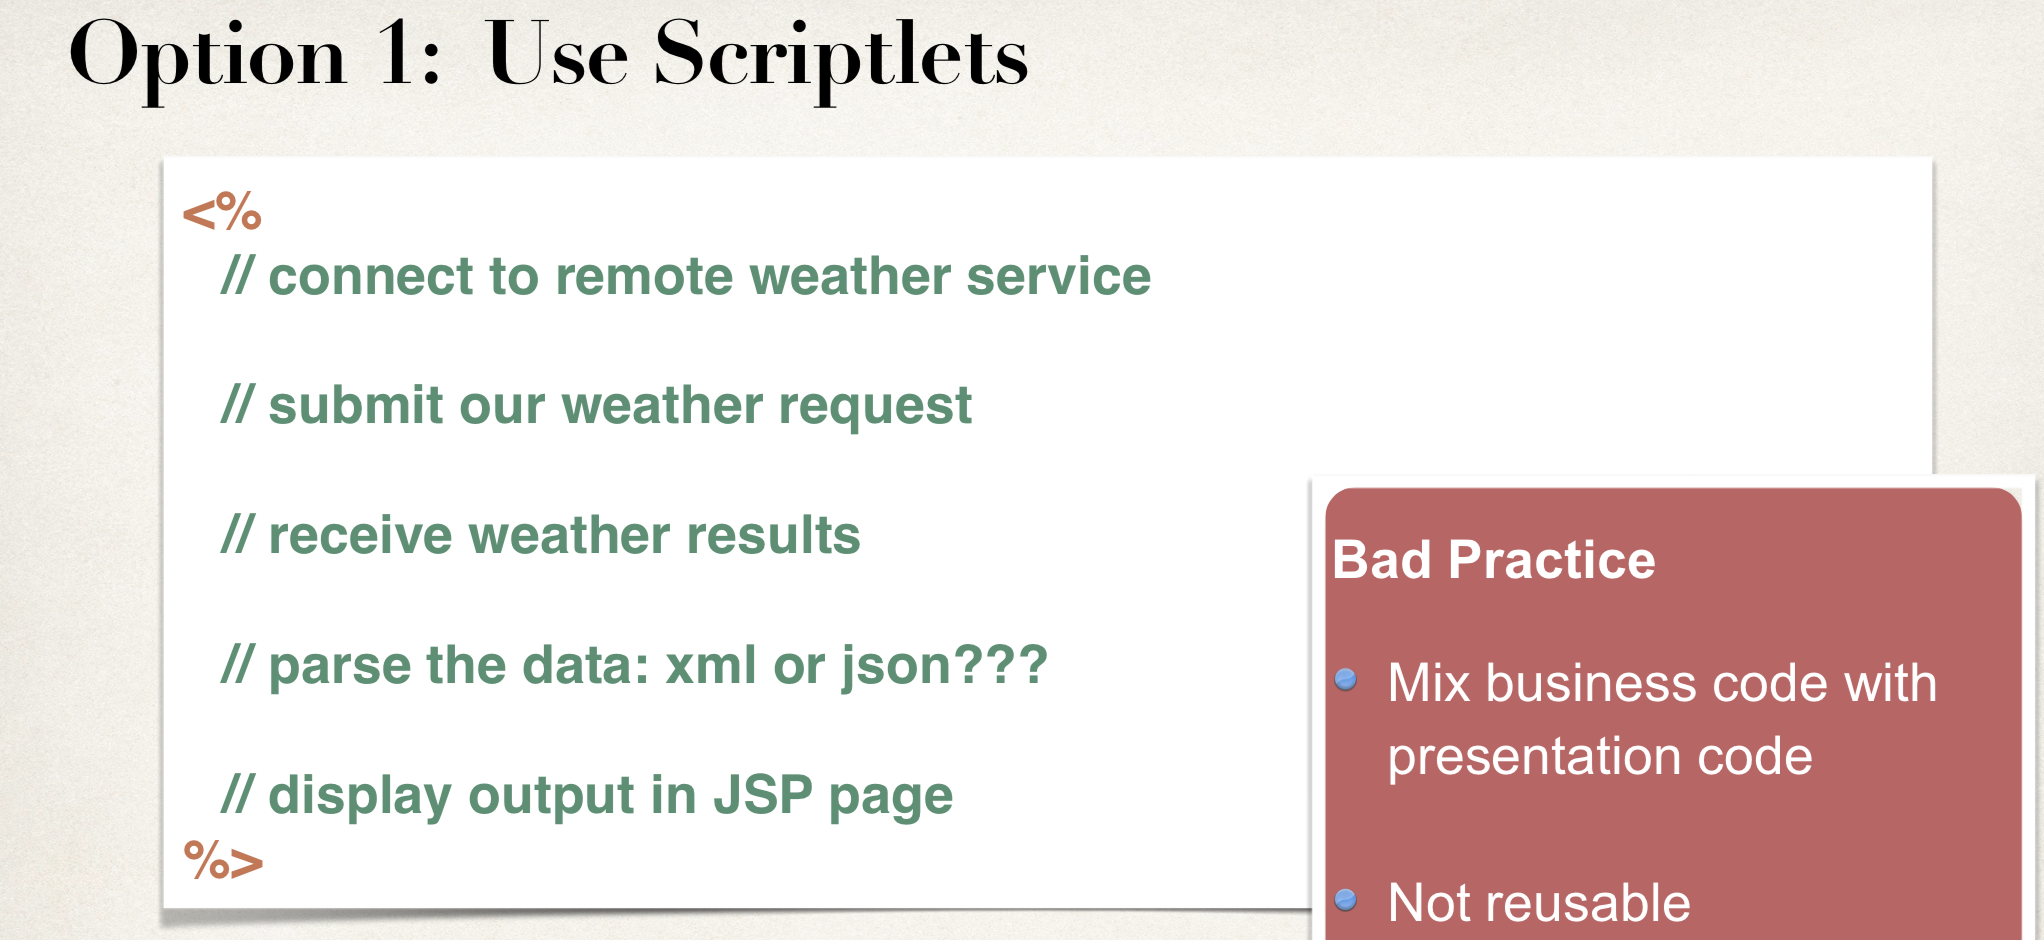 Option 1: Use Scriptlets
<%
// connect to remote weather service
// submit our weather request
// receive weather results
// parse the data: xml or json???
// display output in JSP page
%>
Bad Practice
Mix business code with
presentation code
Not reusable